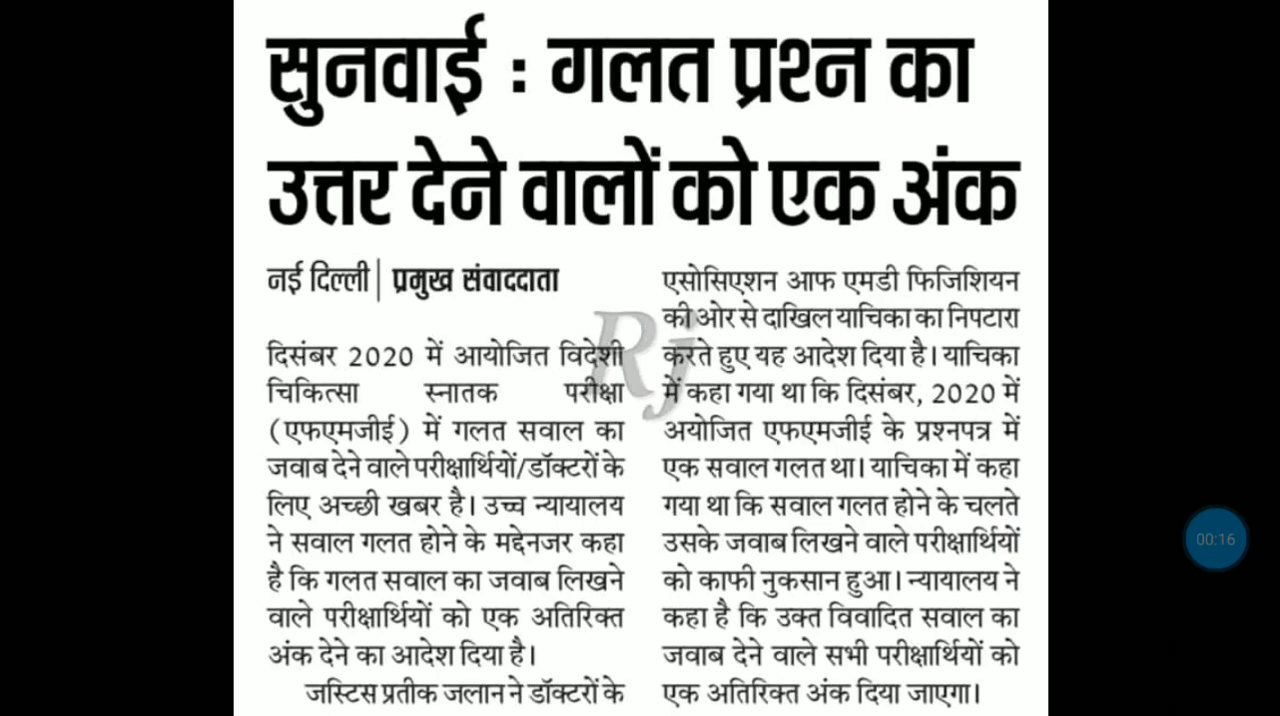 सुनवाई : गलत प्रश्न का
उत्तर देने वालों को एक अंक
नई दिल्ली | प्रमुख संवाददाता
दिसंबर 2020 में आयोजित विदेशी
चिकित्सा स्नातक परीक्षा
(एफएमजीई) में गलत सवाल का
जवाब देने वाले परीक्षार्थियों/डॉक्टरों के
लिए अच्छी खबर है। उच्च न्यायालय
ने सवाल गलत होने के मद्देनजर कहा
है कि गलत सवाल का जवाब लिखने
वाले परीक्षार्थियों को एक अतिरिक्त
अंक देने का आदेश दिया है।
जस्टिस प्रतीक जलान ने डॉक्टरों के
एसोसिएशन आफ एमडी फिजिशियन
की ओर से दाखिल याचिका का निपटारा
करते हुए यह आदेश दिया है। याचिका
में कहा गया था कि दिसंबर, 2020 में
अयोजित एफएमजीई के प्रश्नपत्र में
एक सवाल गलत था। याचिका में कहा
गया था कि सवाल गलत होने के चलते
उसके जवाब लिखने वाले परीक्षार्थियों
को काफी नुकसान हुआ। न्यायालय ने
कहा है कि उक्त विवादित सवाल का
जवाब देने वाले सभी परीक्षार्थियों को
एक अतिरिक्त अंक दिया जाएगा।
Rj
00:16